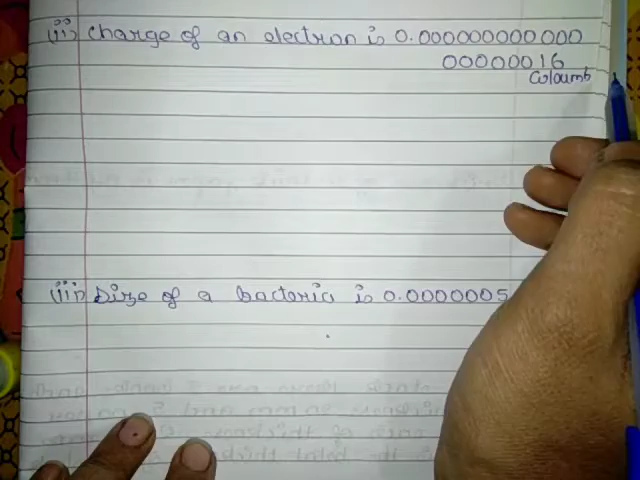 (ii) Charge of an electron is 0.000000000000
00000016
Coloumb
(iii) Size of a bacteria is 0.0000005